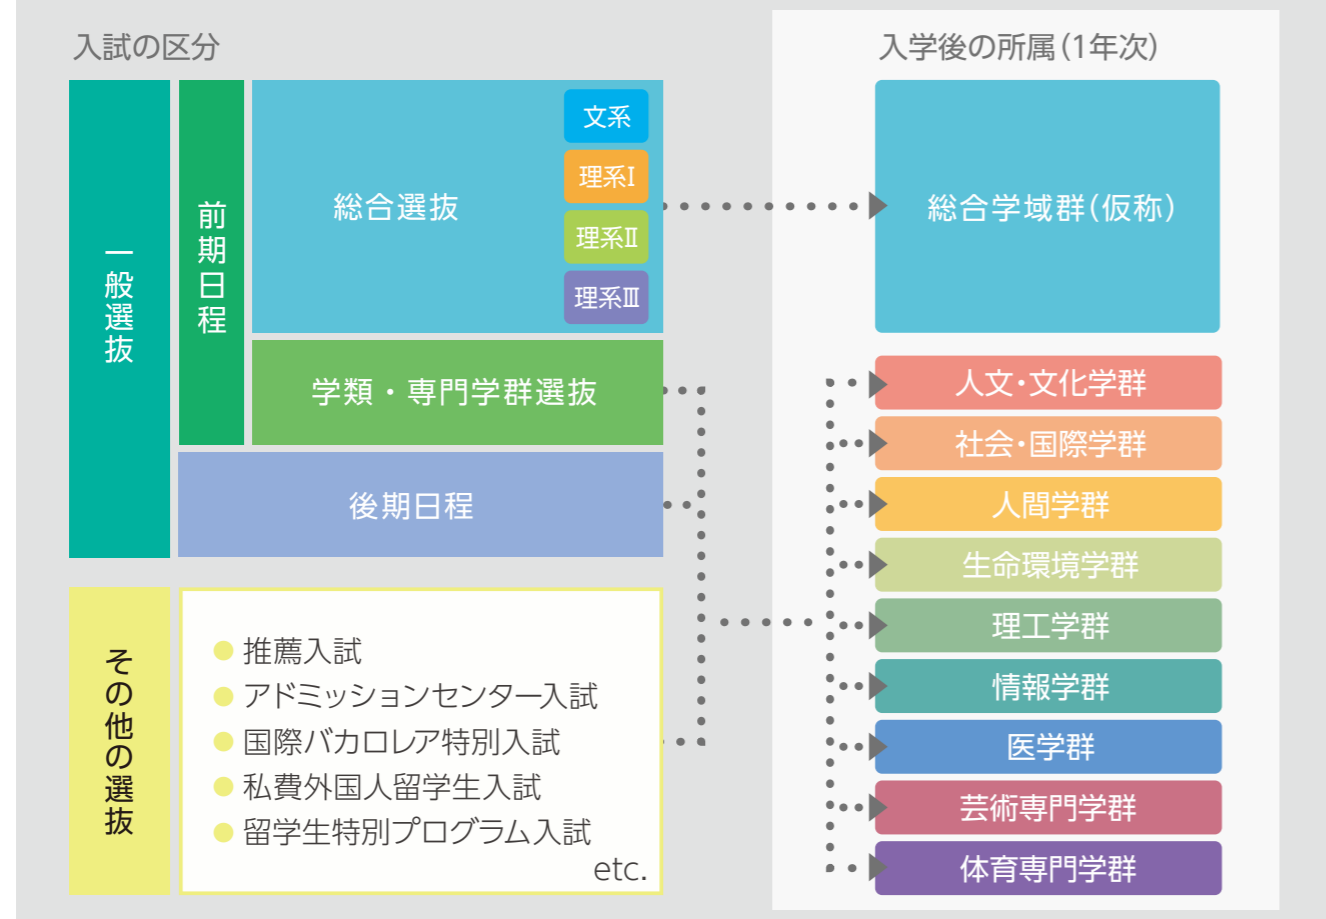 入試の区分
一般選抜
前期日程
総合選抜
文系
理系Ⅰ
理系Ⅱ
理系Ⅲ
学類・専門学群選抜
後期日程
その他の選抜
● 推薦入試
● アドミッションセンター入試
● 国際バカロレア特別入試
● 私費外国人留学生入試
● 留学生特別プログラム入試
etc.
入学後の所属(1年次)
総合学域群(仮称)
人文・文化学群
社会・国際学群
人間学群
生命環境学群
理工学群
情報学群
医学群
芸術専門学群
体育専門学群